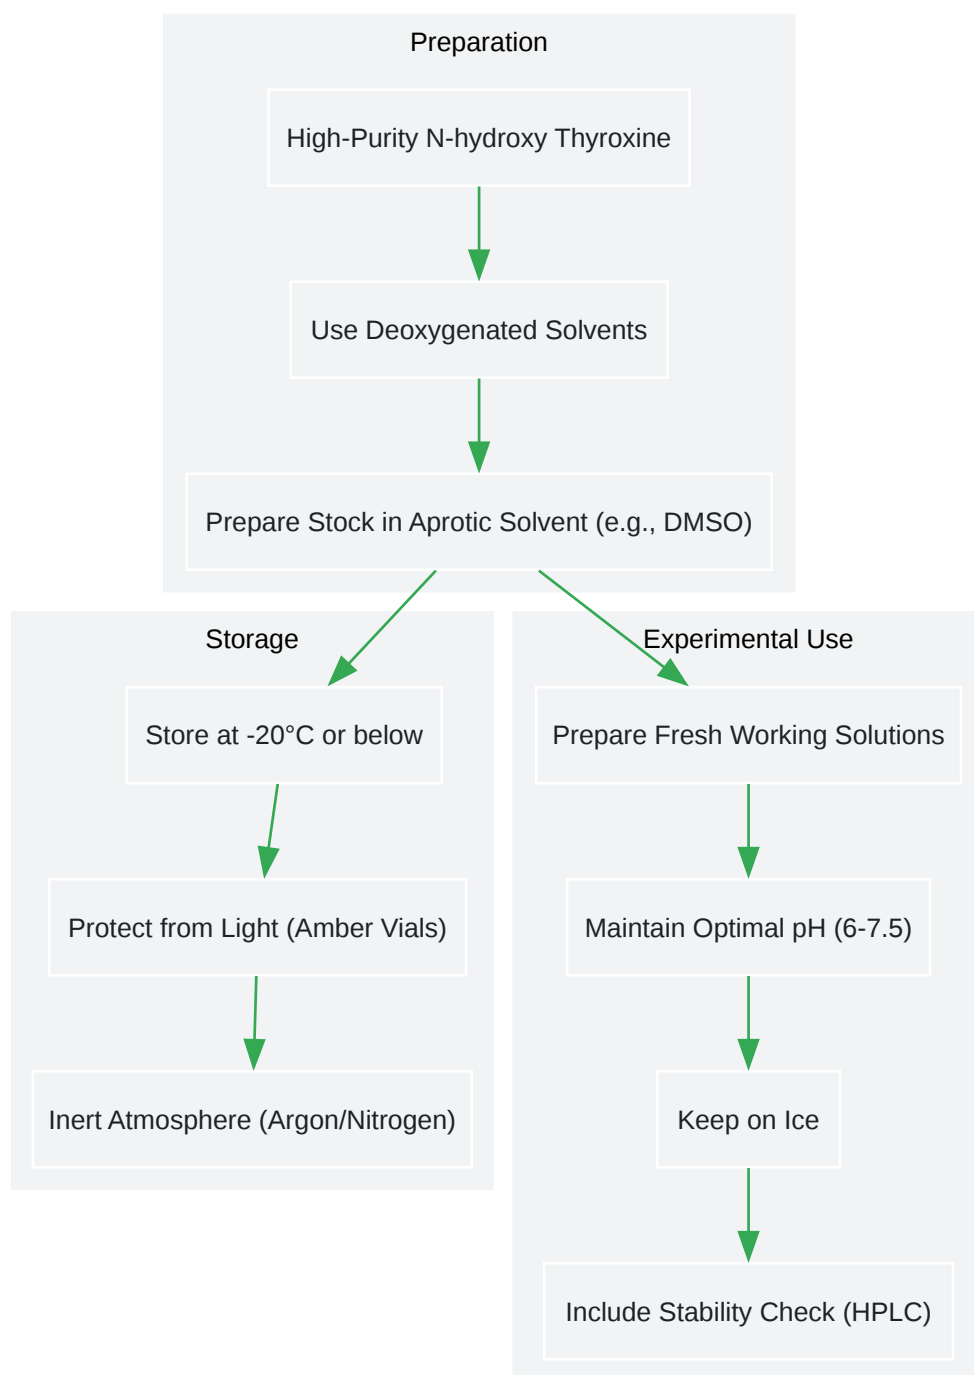 Preparation
High-Purity N-hydroxy Thyroxine
Use Deoxygenated Solvents
Prepare Stock in Aprotic Solvent (e.g., DMSO)
Storage
Store at -20°C or below
Protect from Light (Amber Vials)
Inert Atmosphere (Argon/Nitrogen)
Experimental Use
Prepare Fresh Working Solutions
Maintain Optimal pH (6-7.5)
Keep on Ice
Include Stability Check (HPLC)